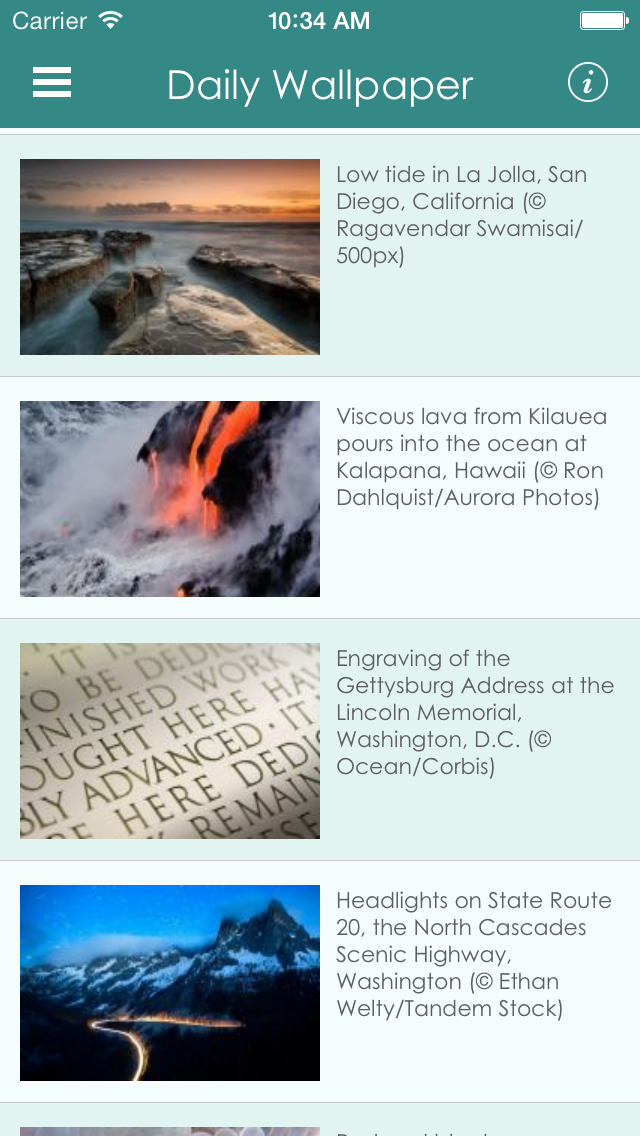 Carrier 10:34 AM
Daily Wallpaper
Low tide in La Jolla, San
Diego, California (©
Ragavendar Swamisai/
500px)
Viscous lava from Kilauea
pours into the ocean at
Kalapana, Hawaii (© Ron
Dahlquist/Aurora Photos)
· IT IS
TO BE DEDIC
FINISHED WORK W
OUGHT HERE HAV
BLY ADVANCED · IT
E HERE DEDI
REMAIN
ESE
Engraving of the
Gettysburg Address at the
Lincoln Memorial,
Washington, D.C. (©
Ocean/Corbis)
Headlights on State Route
20, the North Cascades
Scenic Highway,
Washington (© Ethan
Welty/Tandem Stock)